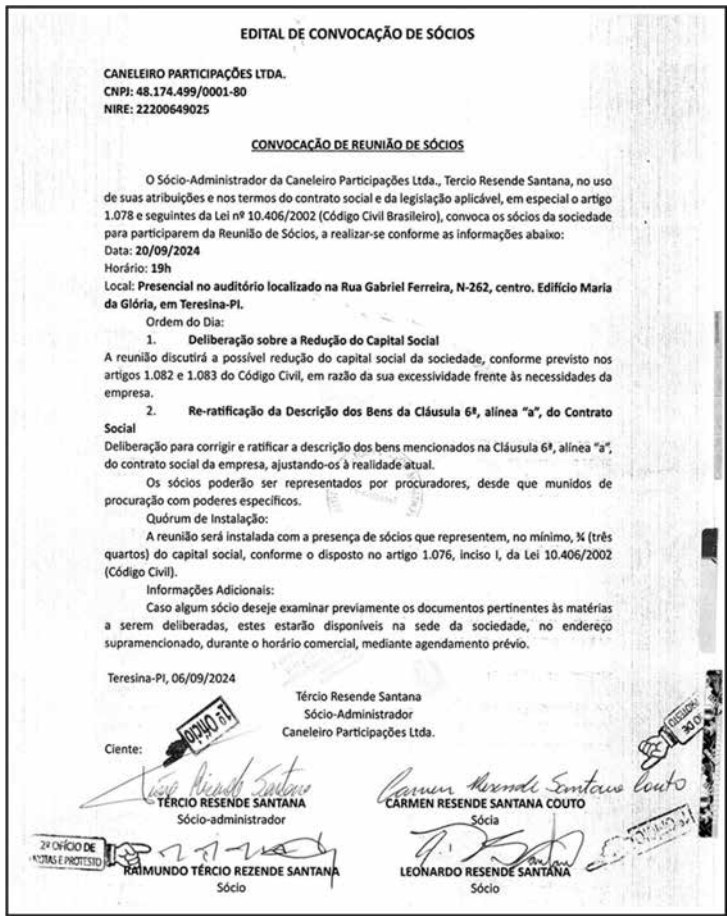 EDITAL DE CONVOCAÇÃO DE SÓCIOS
CANELEIRO PARTICIPAÇÕES LTDA.
CNPJ: 48.174.499/0001-80
NIRE: 22200649025
CONVOCAÇÃO DE REUNIÃO DE SÓCIOS
O Sócio-Administrador da Caneleiro Participações Ltda., Tercio Resende Santana, no uso
de suas atribuições e nos termos do contrato social e da legislação aplicável, em especial o artigo
1.078 e seguintes da Lei nº 10.406/2002 (Código Civil Brasileiro), convoca os sócios da sociedade
para participarem da Reunião de Sócios, a realizar-se conforme as informações abaixo:
Data: 20/09/2024
Horário: 19h
Local: Presencial no auditório localizado na Rua Gabriel Ferreira, N-262, centro. Edifício Maria
da Glória, em Teresina-PI.
Ordem do Dia:
1. Deliberação sobre a Redução do Capital Social
A reunião discutirá a possível redução do capital social da sociedade, conforme previsto nos
artigos 1.082 e 1.083 do Código Civil, em razão da sua excessividade frente às necessidades da
empresa.
2. Re-ratificação da Descrição dos Bens da Cláusula 6ª, alínea "a", do Contrato
Social
Deliberação para corrigir e ratificar a descrição dos bens mencionados na Cláusula 6ª, alínea "a",
do contrato social da empresa, ajustando-os à realidade atual.
Os sócios poderão ser representados por procuradores, desde que munidos de
procuração com poderes específicos.
Quórum de Instalação:
A reunião será instalada com a presença de sócios que representem, no mínimo, ¾ (três
quartos) do capital social, conforme o disposto no artigo 1.076, inciso I, da Lei 10.406/2002
(Código Civil).
Informações Adicionais:
Caso algum sócio deseje examinar previamente os documentos pertinentes às matérias
a serem deliberadas, estes estarão disponíveis na sede da sociedade, no endereço
supramencionado, durante o horário comercial, mediante agendamento prévio.
Teresina-PI, 06/09/2024
Tércio Resende Santana
Sócio-Administrador
Caneleiro Participações Ltda.
1º OFÍCIO
Ciente:
Carmen Resende Santana Couto
TÉRCIO RESENDE SANTANA
CARMEN RESENDE SANTANA COUTO
Sócio-administrador
Sócia
2º OFÍCIO DE
NOTAS E PROTESTO
RAIMUNDO TÉRCIO REZENDE SANTANA
LEONARDO RESENDE SANTANA
Sócio
Sócio